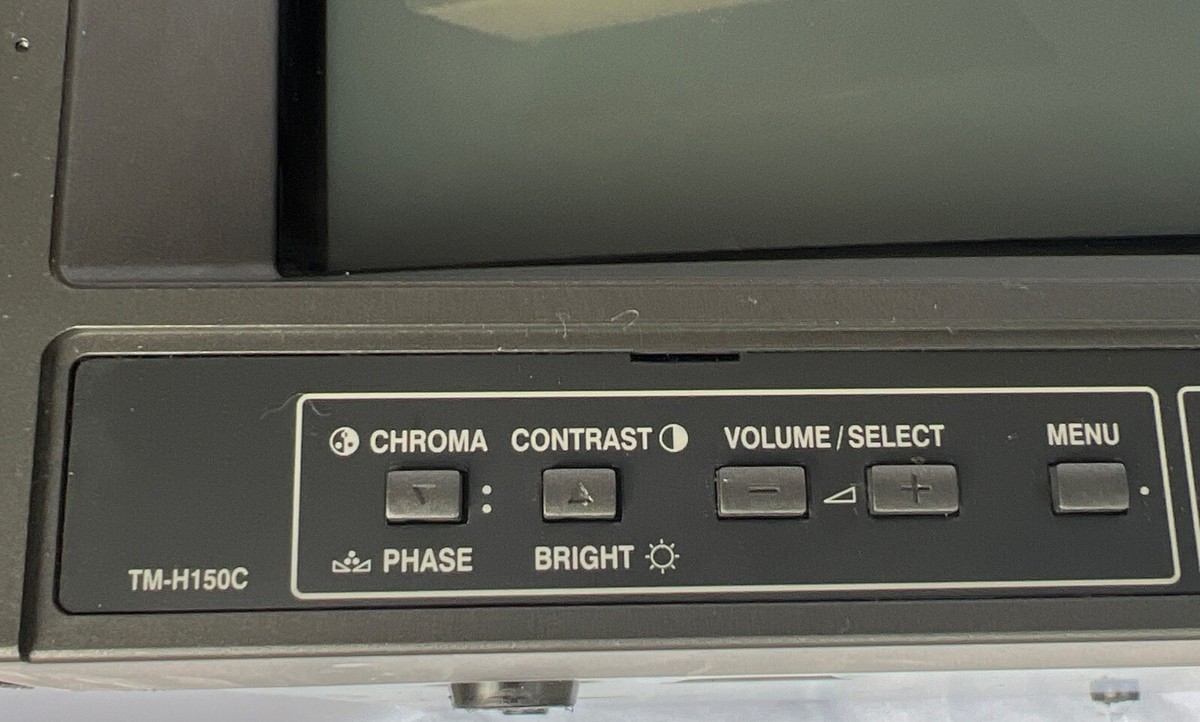 CHROMA CONTRAST VOLUME / SELECT MENU
− +
PHASE BRIGHT
TM-H150C